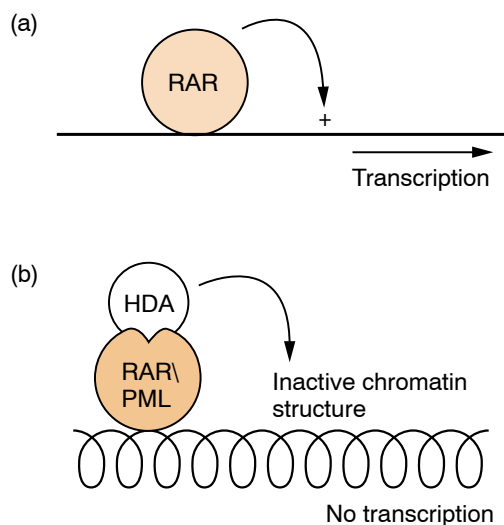 (a)
RAR
+
Transcription
(b)
HDA
RAR\
PML
Inactive chromatin
structure
No transcription